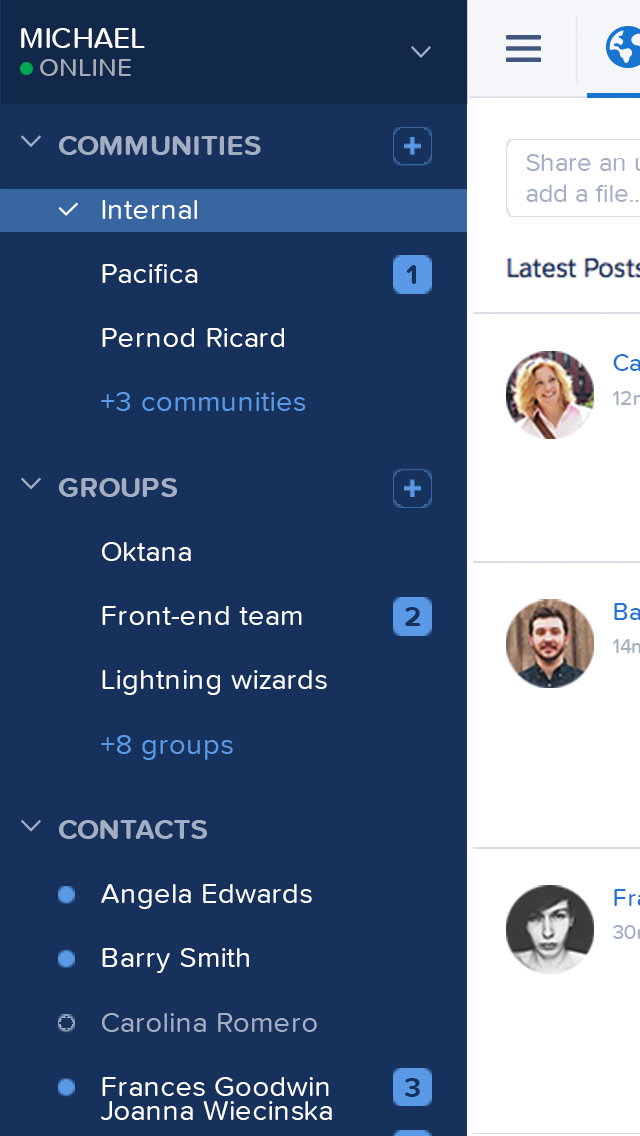 MICHAEL
ONLINE
COMMUNITIES
Internal
Pacifica 1
Pernod Ricard
+3 communities
GROUPS
Oktana
Front-end team 2
Lightning wizards
+8 groups
CONTACTS
Angela Edwards
Barry Smith
Carolina Romero
Frances Goodwin 3
Joanna Wiecinska
Share an u
add a file..
Latest Posts
Ca
12m
Ba
14m
Fra
30m